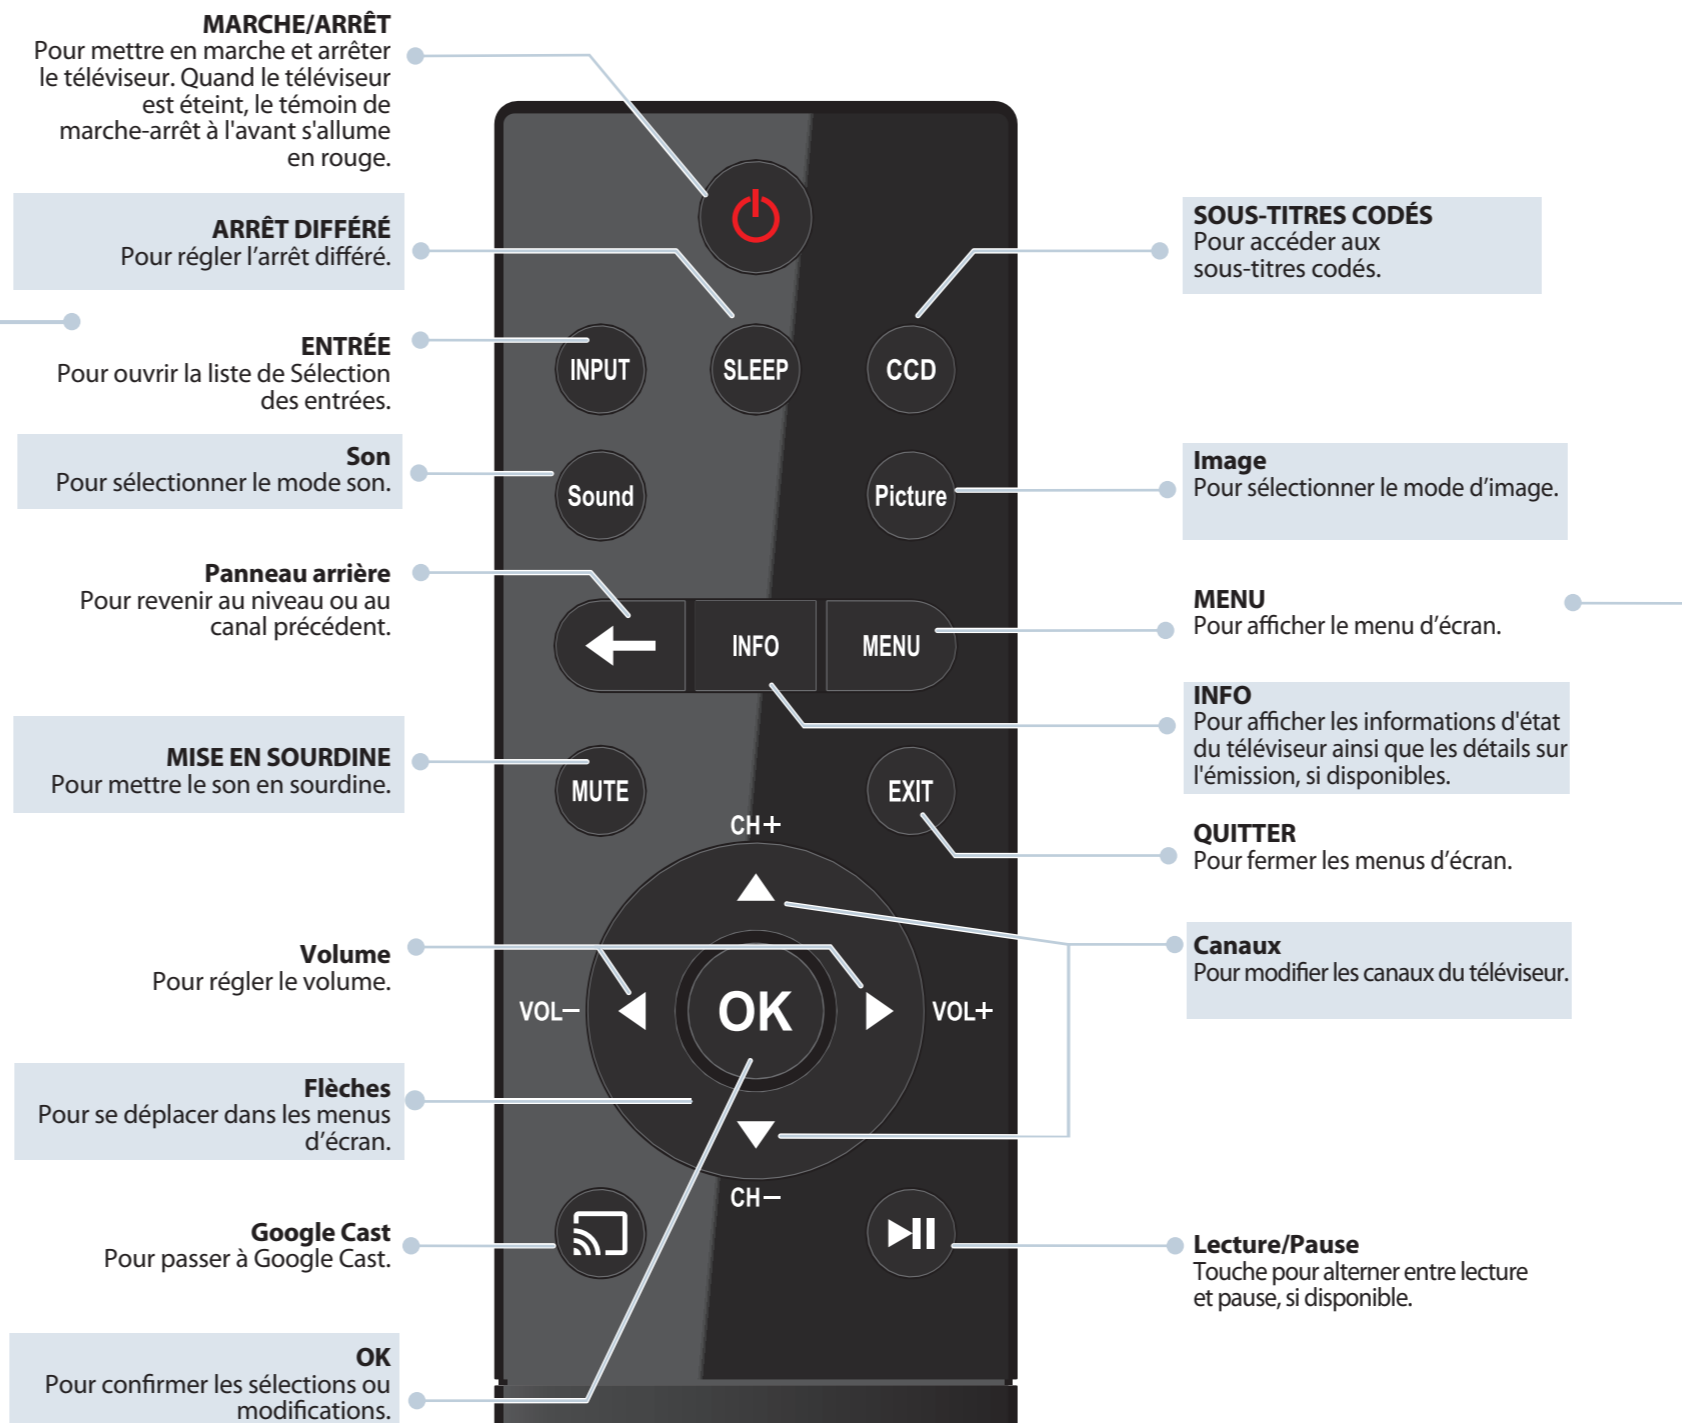 MARCHE/ARRÊT
Pour mettre en marche et arrêter
le téléviseur. Quand le téléviseur
est éteint, le témoin de
marche-arrêt à l'avant s'allume
en rouge.
ARRÊT DIFFÉRÉ
Pour régler l’arrêt différé.
ENTRÉE
Pour ouvrir la liste de Sélection
des entrées.
Son
Pour sélectionner le mode son.
Panneau arrière
Pour revenir au niveau ou au
canal précédent.
MISE EN SOURDINE
Pour mettre le son en sourdine.
Volume
Pour régler le volume.
Flèches
Pour se déplacer dans les menus
d’écran.
Google Cast
Pour passer à Google Cast.
OK
Pour confirmer les sélections ou
modifications.
INPUT
SLEEP
CCD
Sound
Picture
INFO
MENU
MUTE
EXIT
CH+
VOL−
OK
VOL+
CH−
SOUS-TITRES CODÉS
Pour accéder aux
sous-titres codés.
Image
Pour sélectionner le mode d’image.
MENU
Pour afficher le menu d’écran.
INFO
Pour afficher les informations d'état
du téléviseur ainsi que les détails sur
l'émission, si disponibles.
QUITTER
Pour fermer les menus d’écran.
Canaux
Pour modifier les canaux du téléviseur.
Lecture/Pause
Touche pour alterner entre lecture
et pause, si disponible.